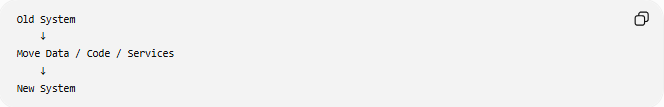 Old System
↓
Move Data / Code / Services
↓
New System